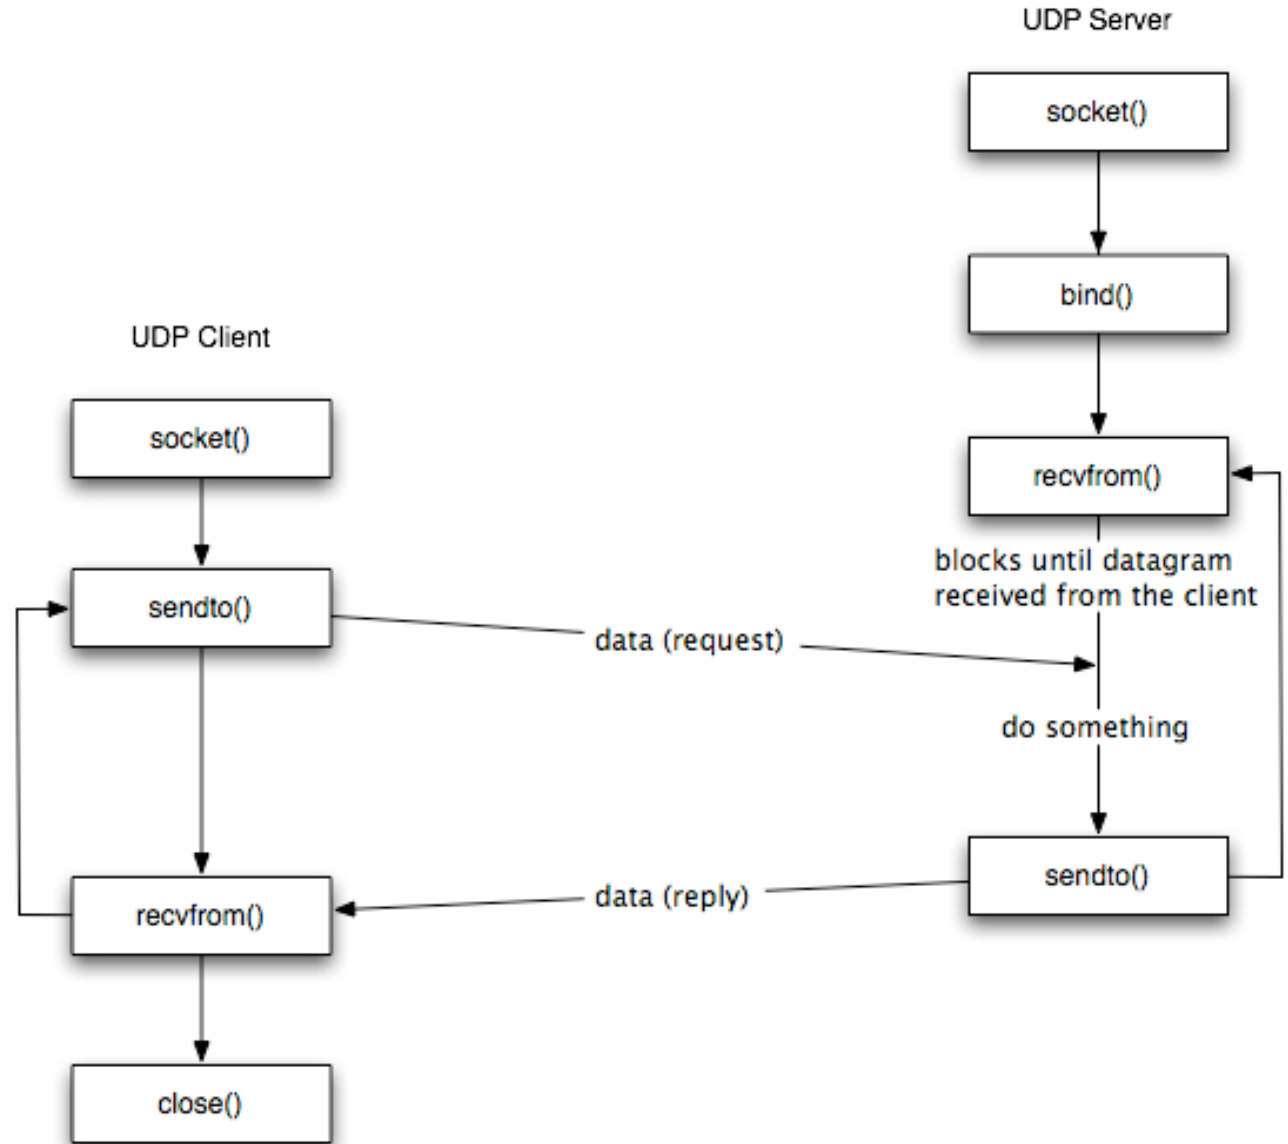 UDP Server
socket()
bind()
recvfrom()
blocks until datagram
received from the client
do something
sendto()
UDP Client
socket()
sendto()
data (request)
data (reply)
recvfrom()
close()